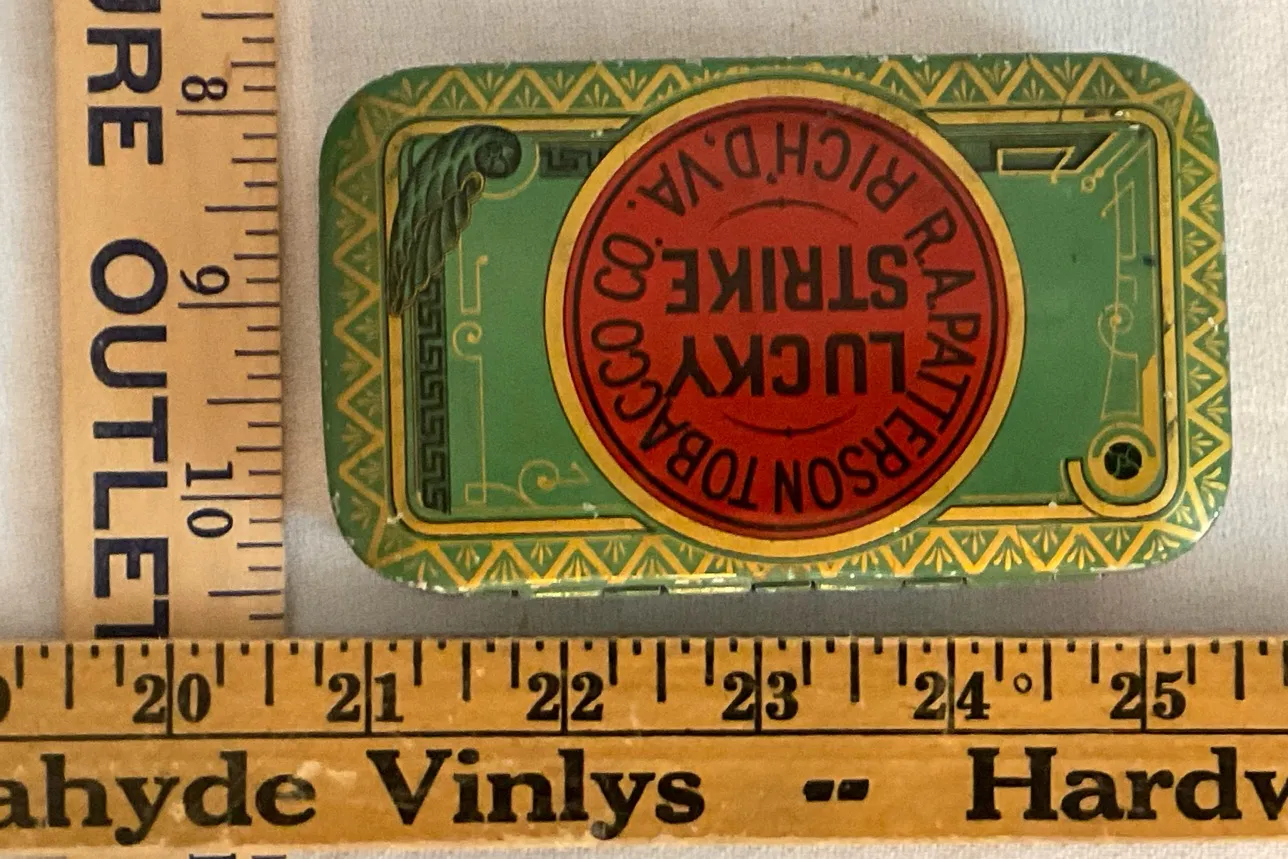 R.A. PATTERSON TOBACCO CO. RICH'D, VA.
LUCKY
STRIKE
URE OUTLET
8
9
10
20 21 22 23 24 25
ahyde Vinlys -- Hardw